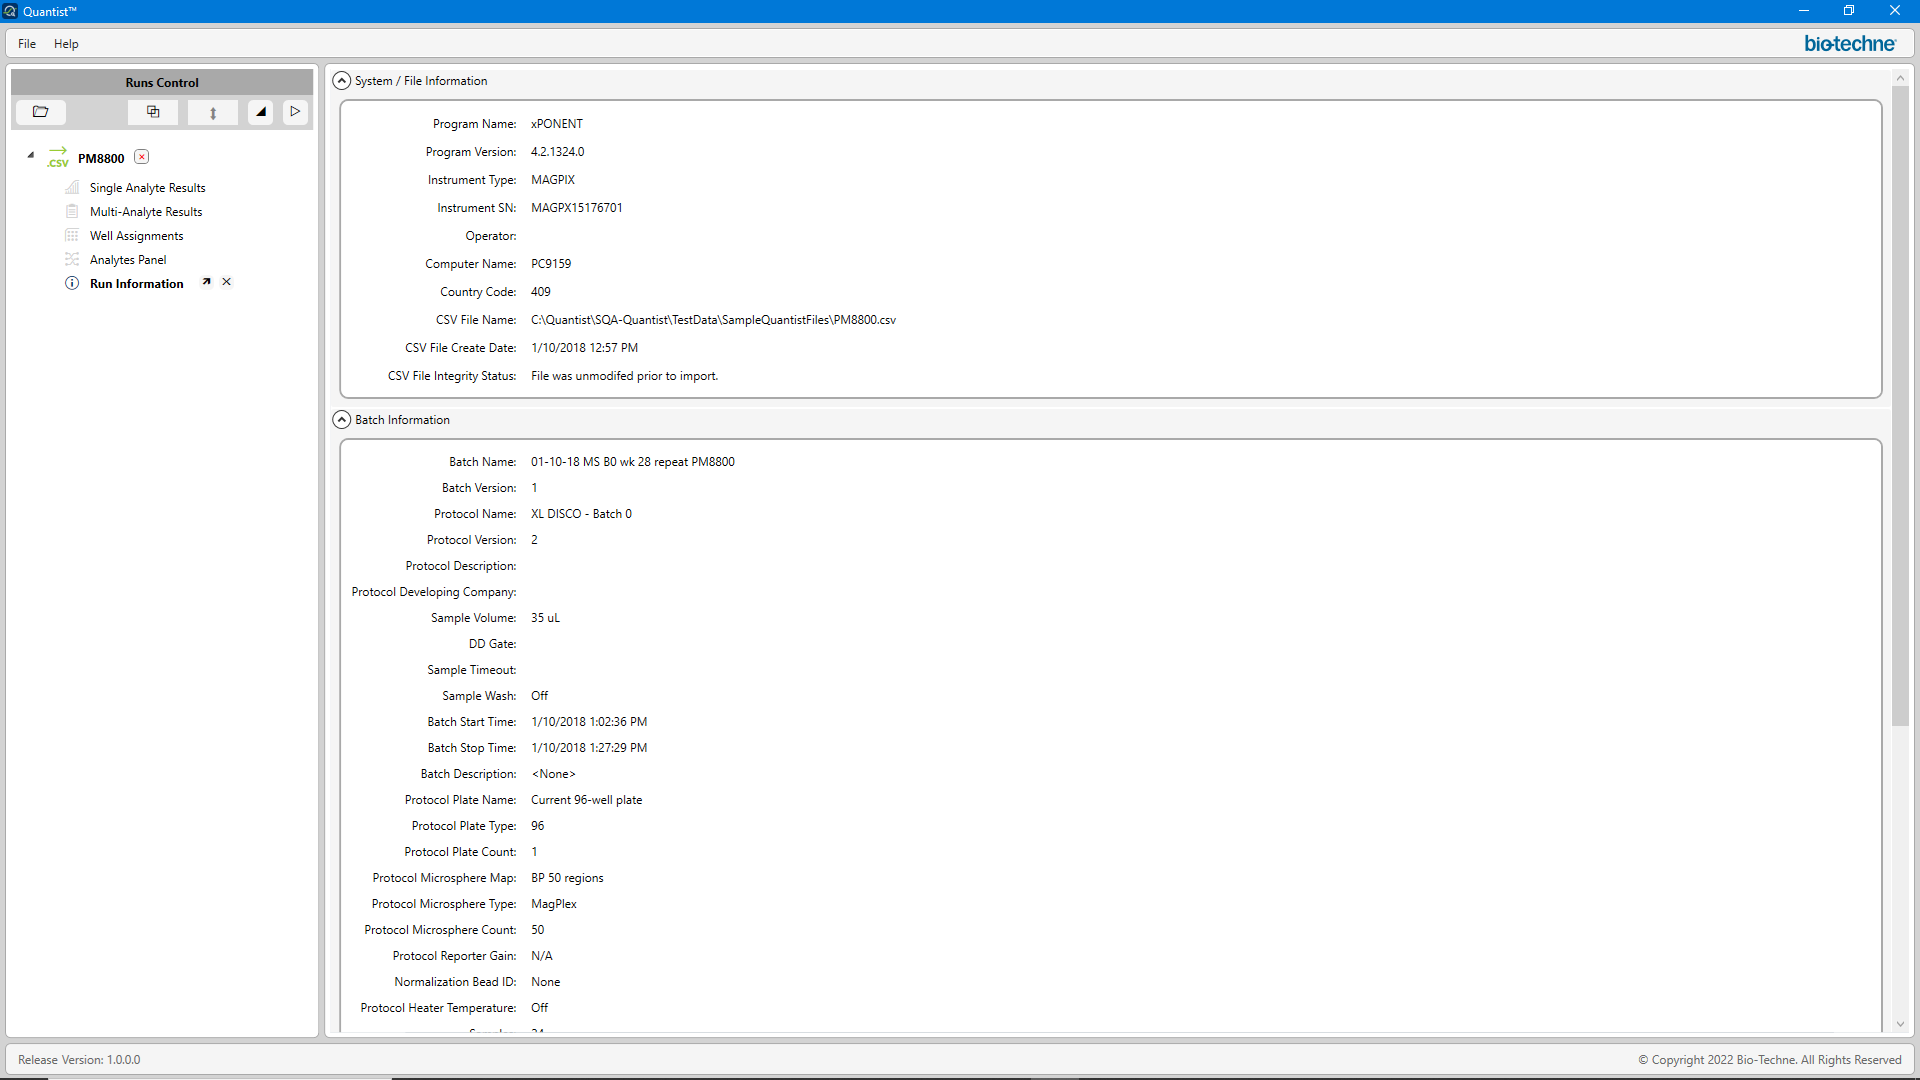 Quantist™
File Help
bio-techne
Runs Control
.CSV PM8800
Single Analyte Results
Multi-Analyte Results
Well Assignments
Analytes Panel
Run Information
System / File Information
Program Name: xPONENT
Program Version: 4.2.1324.0
Instrument Type: MAGPIX
Instrument SN: MAGPX15176701
Operator:
Computer Name: PC9159
Country Code: 409
CSV File Name: C:\Quantist\SQA-Quantist\TestData\SampleQuantistFiles\PM8800.csv
CSV File Create Date: 1/10/2018 12:57 PM
CSV File Integrity Status: File was unmodifed prior to import.
Batch Information
Batch Name: 01-10-18 MS B0 wk 28 repeat PM8800
Batch Version: 1
Protocol Name: XL DISCO - Batch 0
Protocol Version: 2
Protocol Description:
Protocol Developing Company:
Sample Volume: 35 uL
DD Gate:
Sample Timeout:
Sample Wash: Off
Batch Start Time: 1/10/2018 1:02:36 PM
Batch Stop Time: 1/10/2018 1:27:29 PM
Batch Description: <None>
Protocol Plate Name: Current 96-well plate
Protocol Plate Type: 96
Protocol Plate Count: 1
Protocol Microsphere Map: BP 50 regions
Protocol Microsphere Type: MagPlex
Protocol Microsphere Count: 50
Protocol Reporter Gain: N/A
Normalization Bead ID: None
Protocol Heater Temperature: Off
Release Version: 1.0.0.0
© Copyright 2022 Bio-Techne. All Rights Reserved